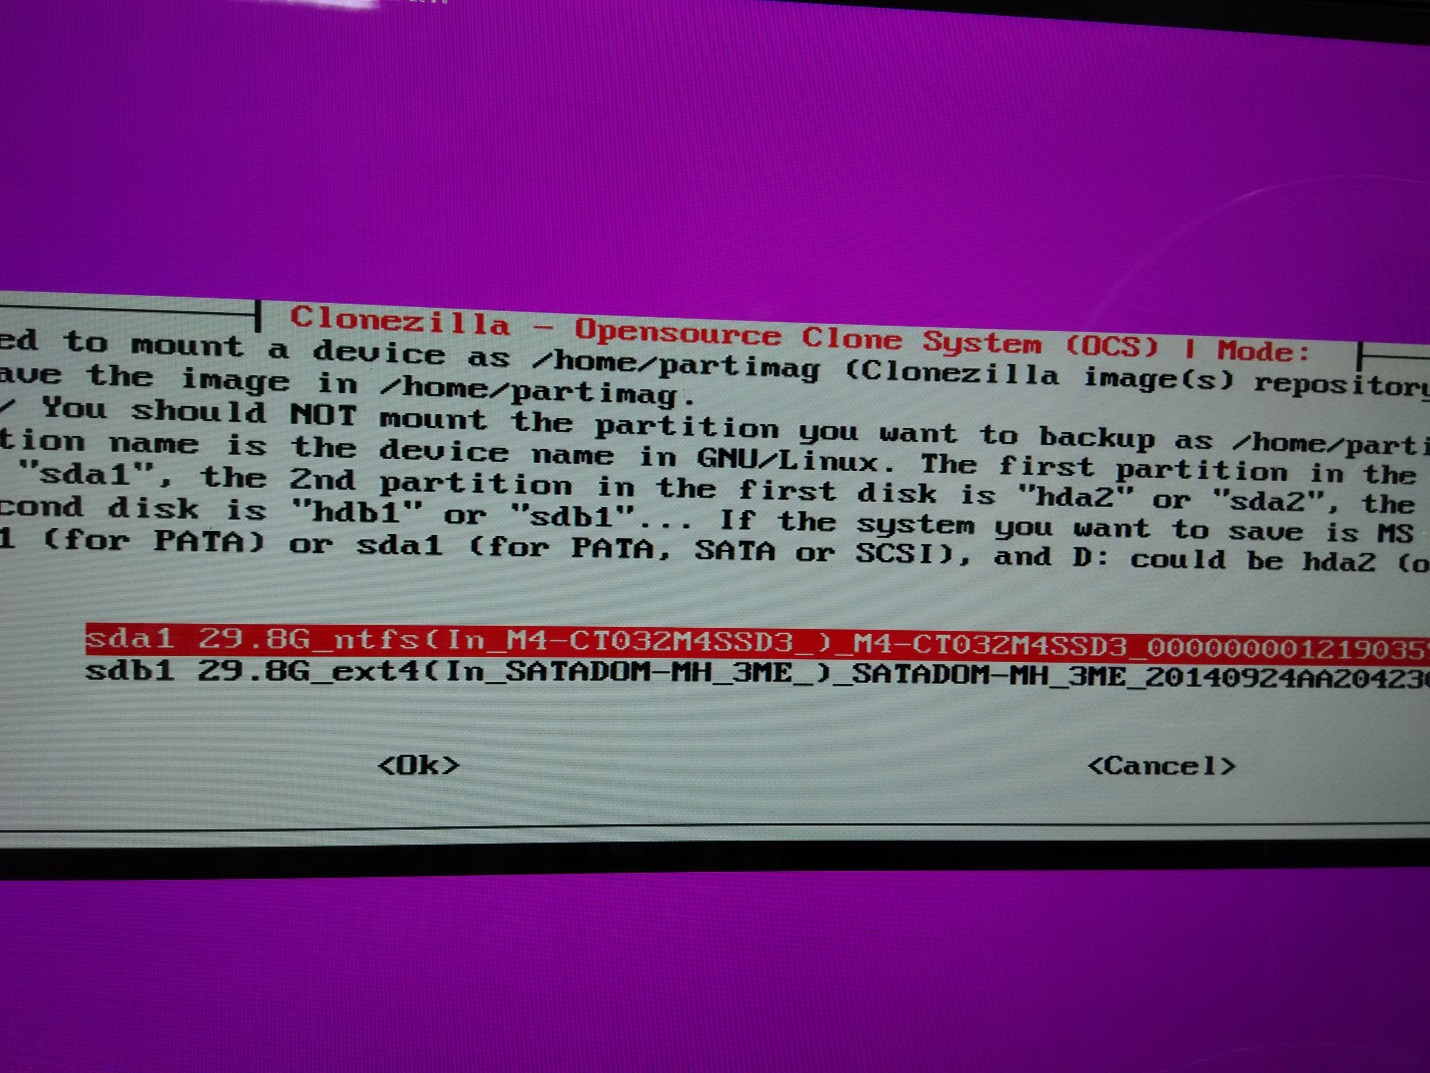 Clonezilla - Opensource Clone System (OCS) | Mode:
ed to mount a device as /home/partimag (Clonezilla image(s) repository
ave the image in /home/partimag.
/ You should NOT mount the partition you want to backup as /home/parti
tion name is the device name in GNU/Linux. The first partition in the
"sda1", the 2nd partition in the first disk is "hda2" or "sda2", the
cond disk is "hdb1" or "sdb1"... If the system you want to save is MS
1 (for PATA) or sda1 (for PATA, SATA or SCSI), and D: could be hda2 (o
sda1 29.8G_ntfs(In_M4-CT032M4SSD3_)_M4-CT032M4SSD3_000000001219035
sdb1 29.8G_ext4(In_SATADOM-MH_3ME_)_SATADOM-MH_3ME_20140924AA20423
<Ok> <Cancel>